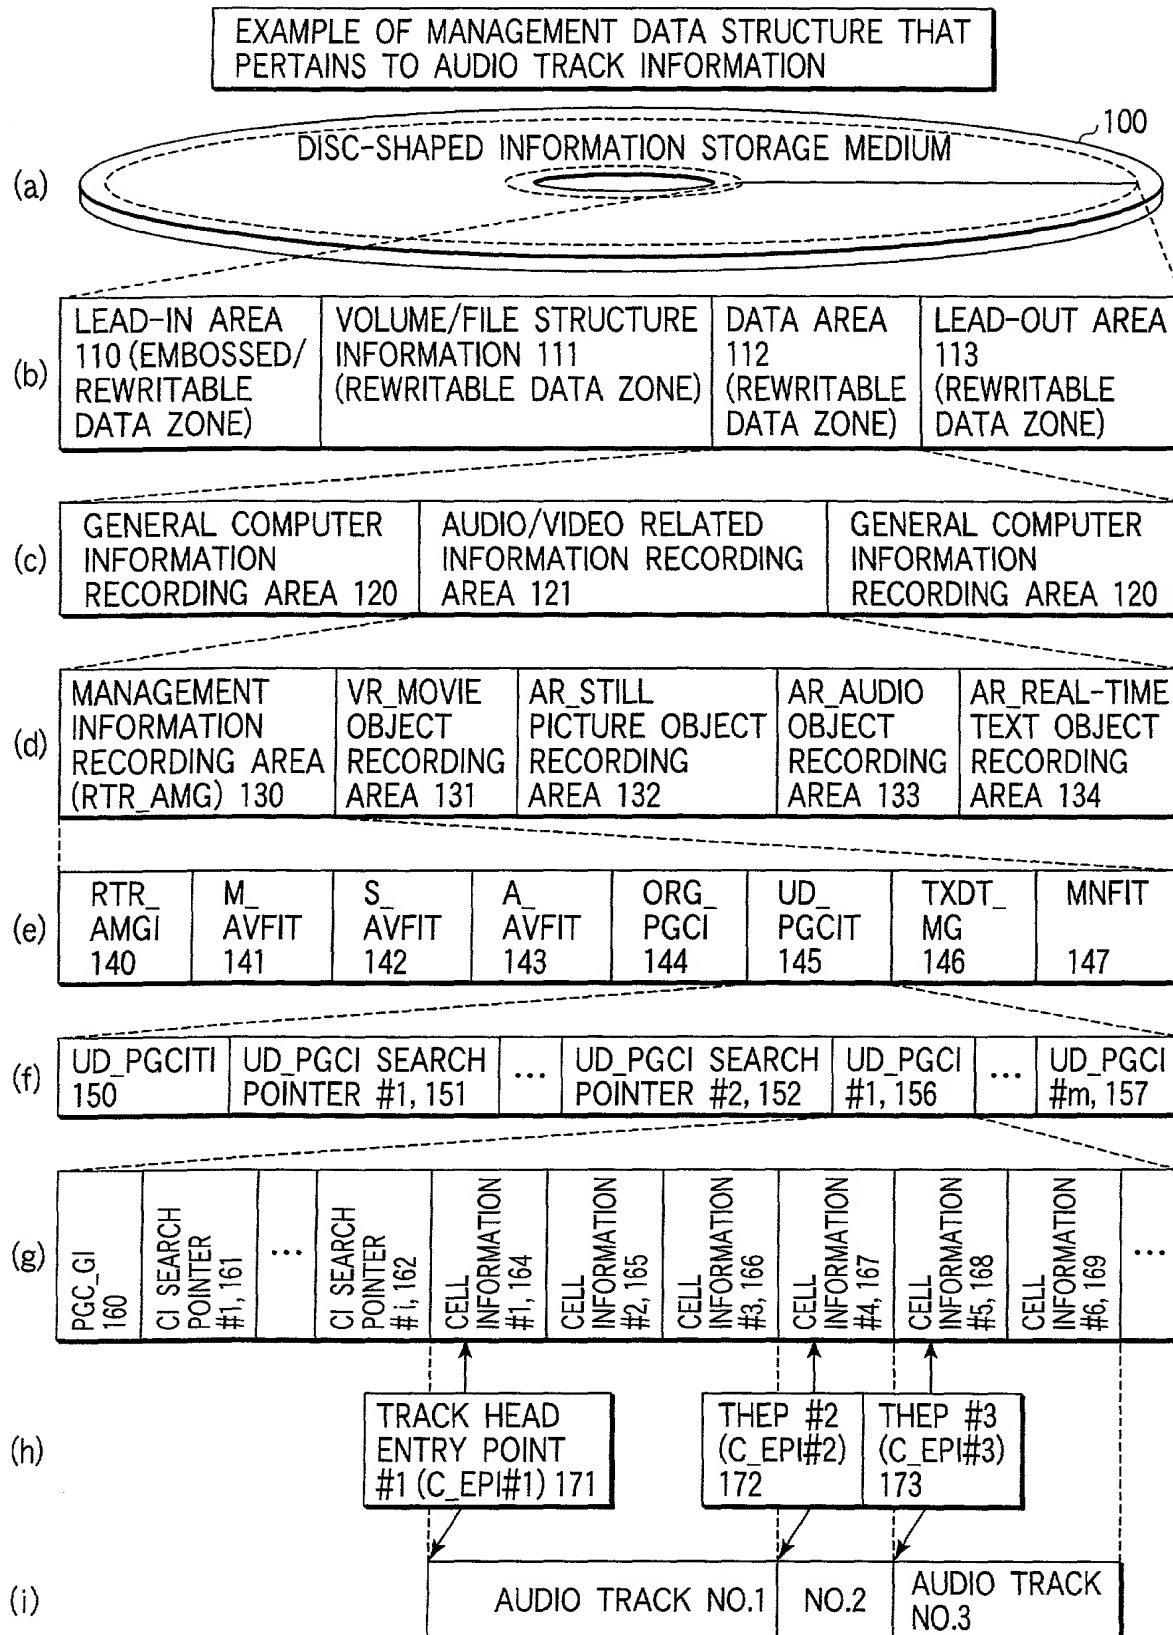 EXAMPLE OF MANAGEMENT DATA STRUCTURE THAT
PERTAINS TO AUDIO TRACK INFORMATION
100
DISC-SHAPED INFORMATION STORAGE MEDIUM
(a)
(b)
LEAD-IN AREA
110 (EMBOSSED/
REWRITABLE
DATA ZONE)
VOLUME/FILE STRUCTURE
INFORMATION 111
(REWRITABLE DATA ZONE)
DATA AREA
112
(REWRITABLE
DATA ZONE)
LEAD-OUT AREA
113
(REWRITABLE
DATA ZONE)
(c)
GENERAL COMPUTER
INFORMATION
RECORDING AREA 120
AUDIO/VIDEO RELATED
INFORMATION RECORDING
AREA 121
GENERAL COMPUTER
INFORMATION
RECORDING AREA 120
(d)
MANAGEMENT
INFORMATION
RECORDING AREA
(RTR_AMG) 130
VR_MOVIE
OBJECT
RECORDING
AREA 131
AR_STILL
PICTURE OBJECT
RECORDING
AREA 132
AR_AUDIO
OBJECT
RECORDING
AREA 133
AR_REAL-TIME
TEXT OBJECT
RECORDING
AREA 134
(e)
RTR_
AMGI
140
M_
AVFIT
141
S_
AVFIT
142
A_
AVFIT
143
ORG_
PGCI
144
UD_
PGCIT
145
TXDT_
MG
146
MNFIT
147
(f)
UD_PGCITI
150
UD_PGCI SEARCH
POINTER #1, 151
...
UD_PGCI SEARCH
POINTER #2, 152
UD_PGCI
#1, 156
...
UD_PGCI
#m, 157
(g)
PGC_GI
160
CI SEARCH
POINTER
#1, 161
...
CI SEARCH
POINTER
# i, 162
CELL
INFORMATION
#1, 164
CELL
INFORMATION
#2, 165
CELL
INFORMATION
#3, 166
CELL
INFORMATION
#4, 167
CELL
INFORMATION
#5, 168
CELL
INFORMATION
#6, 169
...
(h)
TRACK HEAD
ENTRY POINT
#1 (C_EPI#1) 171
THEP #2
(C_EPI#2)
172
THEP #3
(C_EPI#3)
173
(i)
AUDIO TRACK NO.1
NO.2
AUDIO TRACK
NO.3